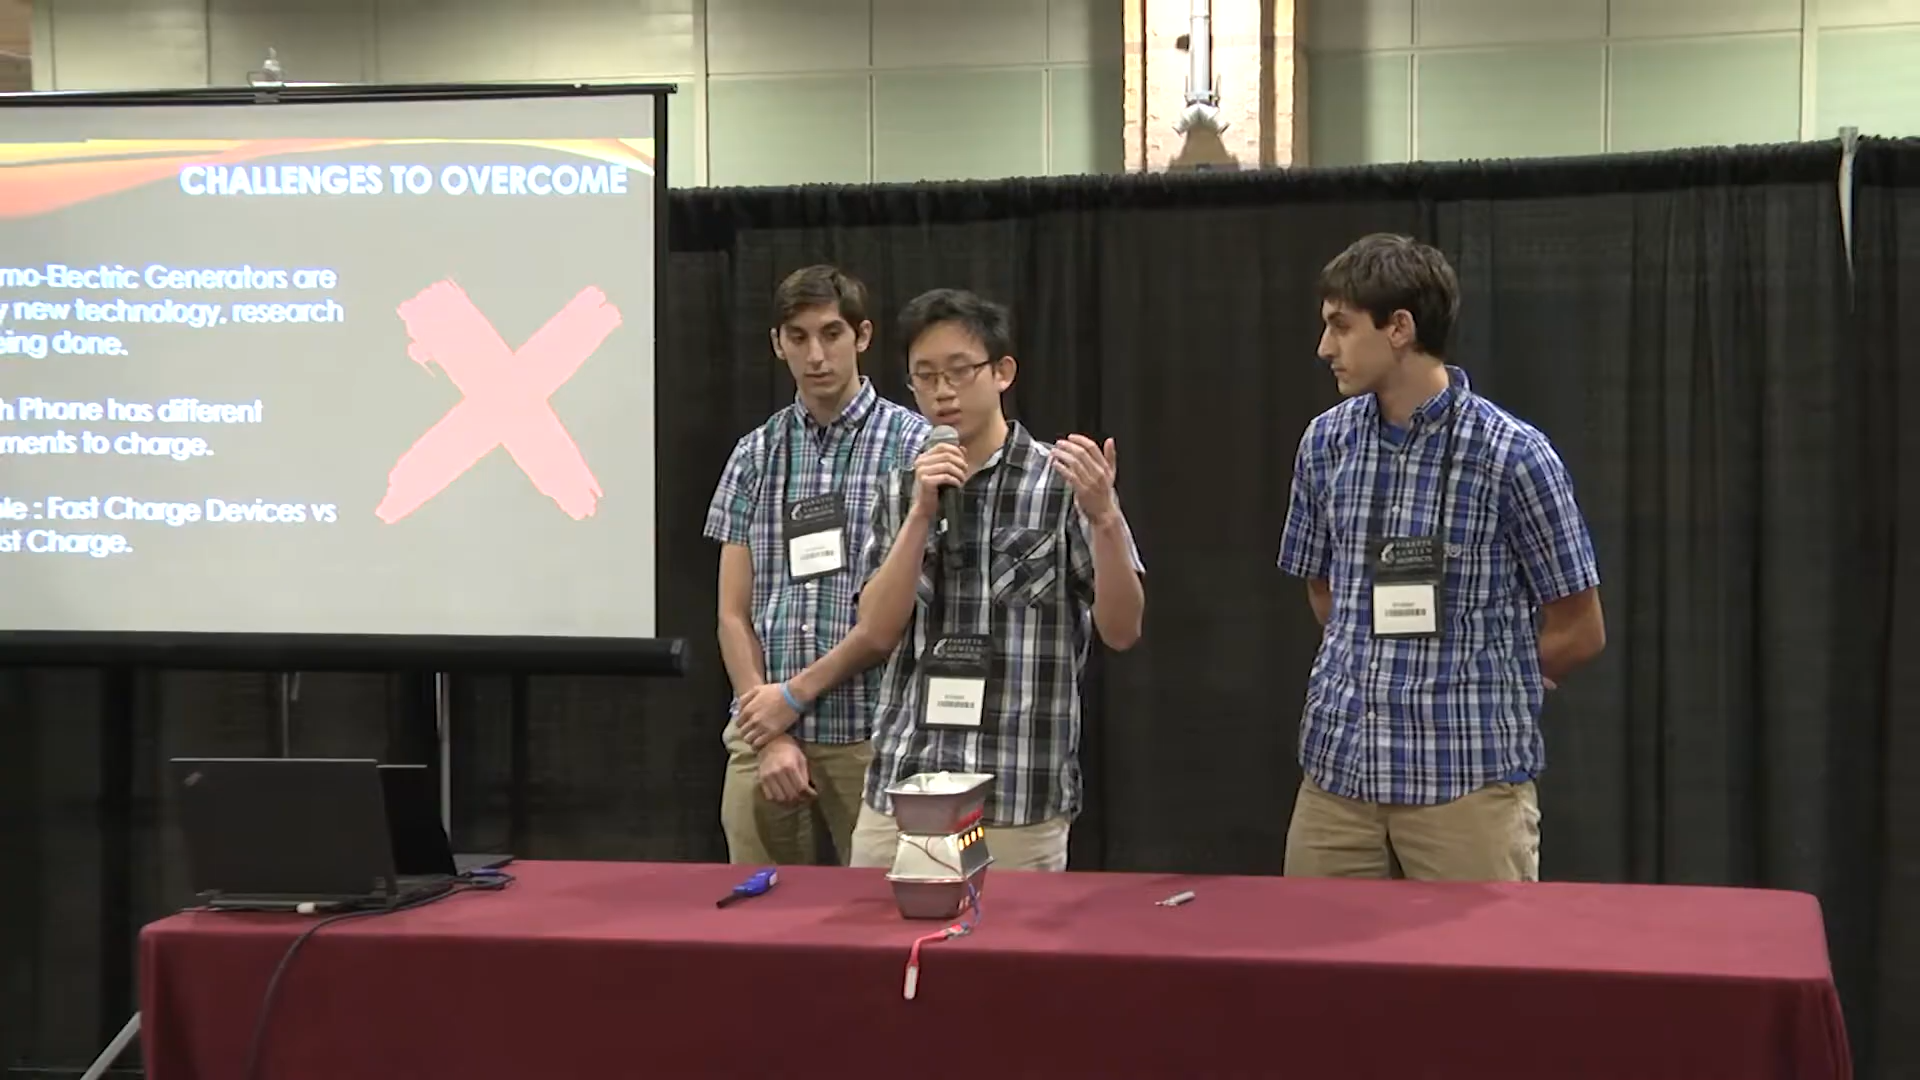 CHALLENGES TO OVERCOME
mo-Electric Generators are
y new technology, research
eing done.
h Phone has different
ments to charge.
le : Fast Charge Devices vs
st Charge.